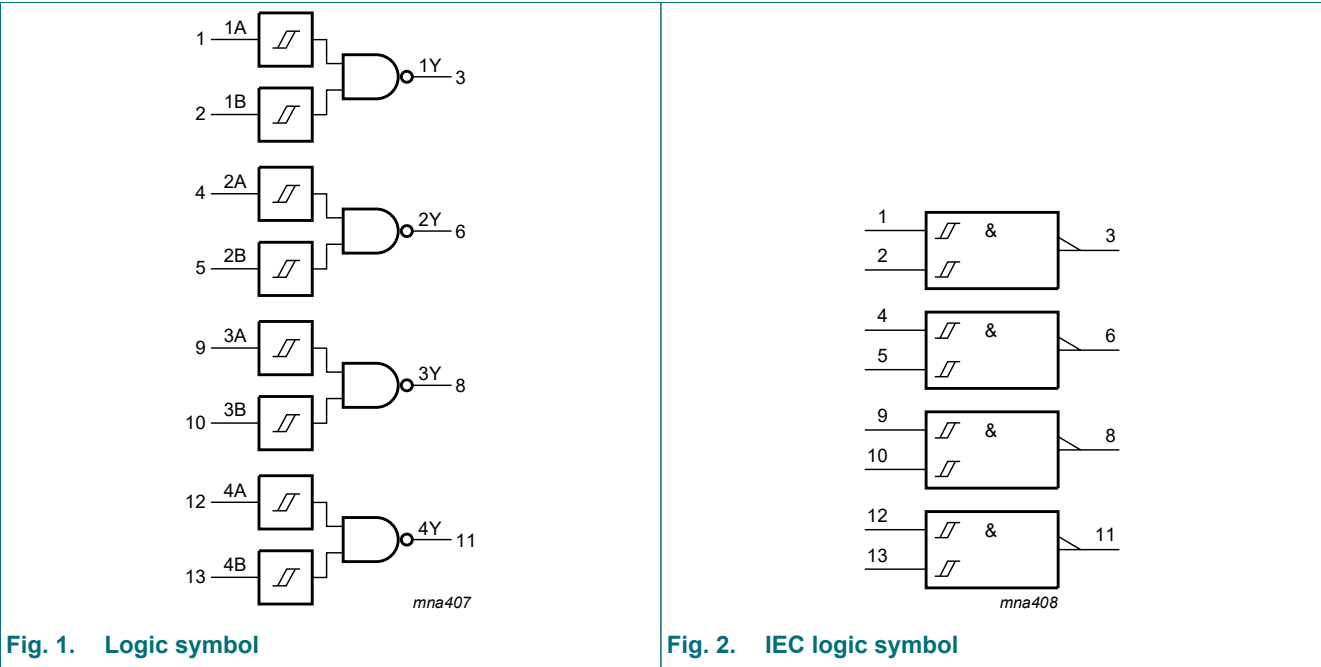 1 1A
1Y 3
2 1B
4 2A
2Y 6
5 2B
9 3A
3Y 8
10 3B
12 4A
4Y 11
13 4B
mna407
Fig. 1. Logic symbol
1 & 3
2
4 & 6
5
9 & 8
10
12 & 11
13
mna408
Fig. 2. IEC logic symbol